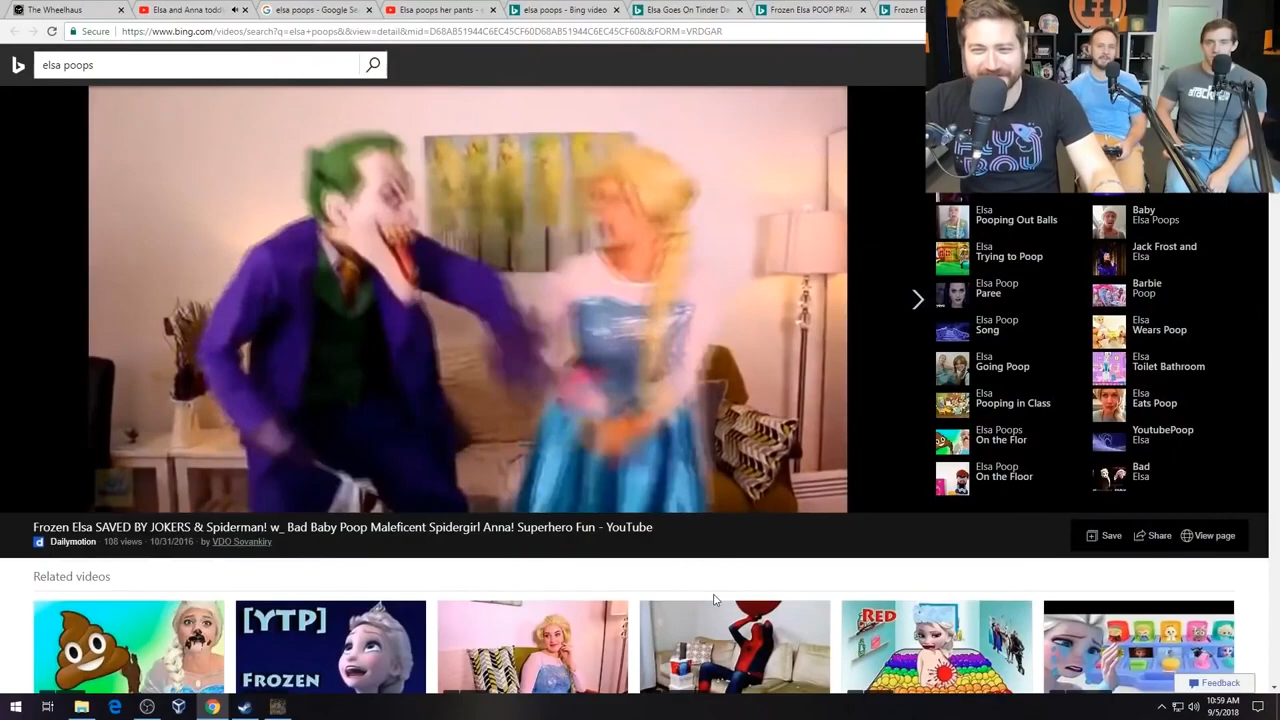 The Wheelhaus
Elsa and Anna toddl
elsa poops - Google Se
Elsa poops her pants - e
elsa poops - Bing video
Elsa Goes On Tinder Da
Frozen Elsa POOP PRAN
Frozen El
Secure
https://www.bing.com/videos/search?q=elsa+poops&&view=detail&mid=D68AB51944C6EC45CF60D68AB51944C6EC45CF60&&FORM=VRDGAR
elsa poops
Elsa
Pooping Out Balls
Baby
Elsa Poops
Elsa
Trying to Poop
Jack Frost and
Elsa
Elsa Poop
Paree
Barbie
Poop
Elsa Poop
Song
Elsa
Wears Poop
Elsa
Going Poop
Elsa
Toilet Bathroom
Elsa
Pooping in Class
Elsa
Eats Poop
Elsa Poops
On the Flor
YoutubePoop
Elsa
Elsa Poop
On the Floor
Bad
Elsa
Frozen Elsa SAVED BY JOKERS & Spiderman! w_ Bad Baby Poop Maleficent Spidergirl Anna! Superhero Fun - YouTube
Dailymotion · 108 views · 10/31/2016 · by VDO Sovankiry
Save
Share
View page
Related videos
[YTP]
FROZEN
RED
Feedback
10:59 AM
9/5/2018